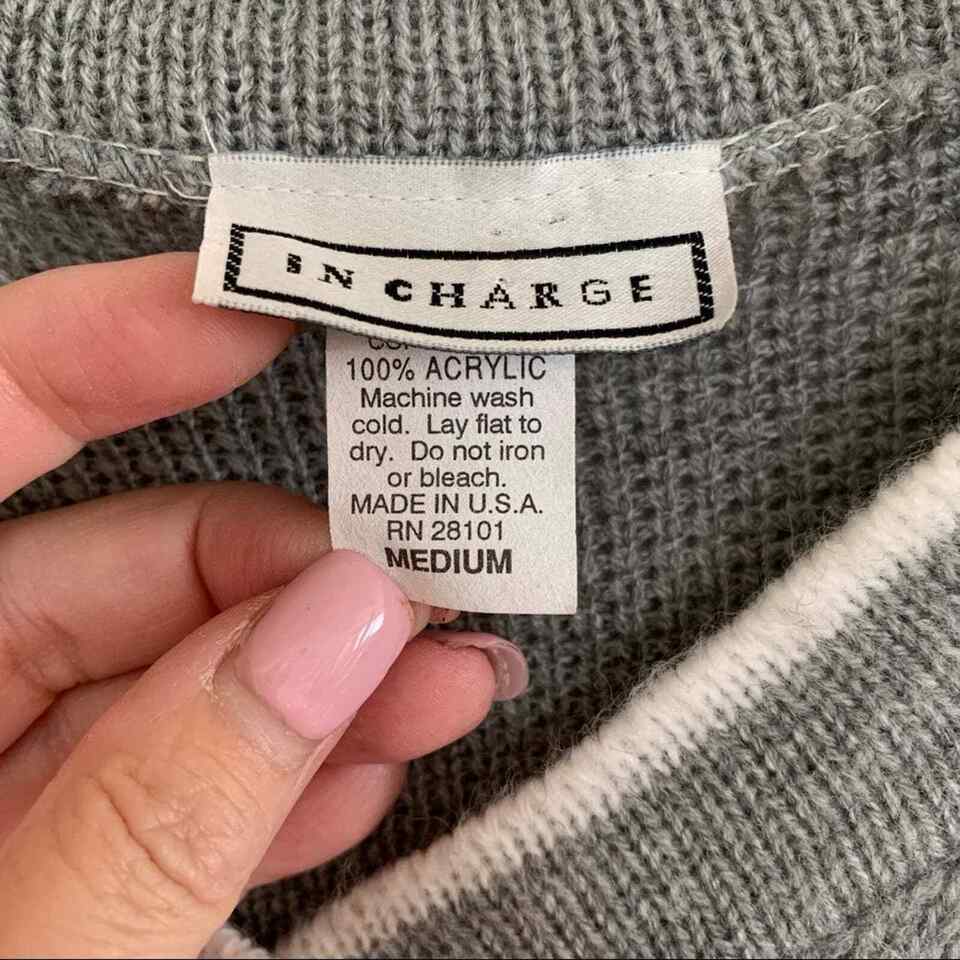 IN CHARGE
100% ACRYLIC
Machine wash
cold. Lay flat to
dry. Do not iron
or bleach.
MADE IN U.S.A.
RN 28101
MEDIUM